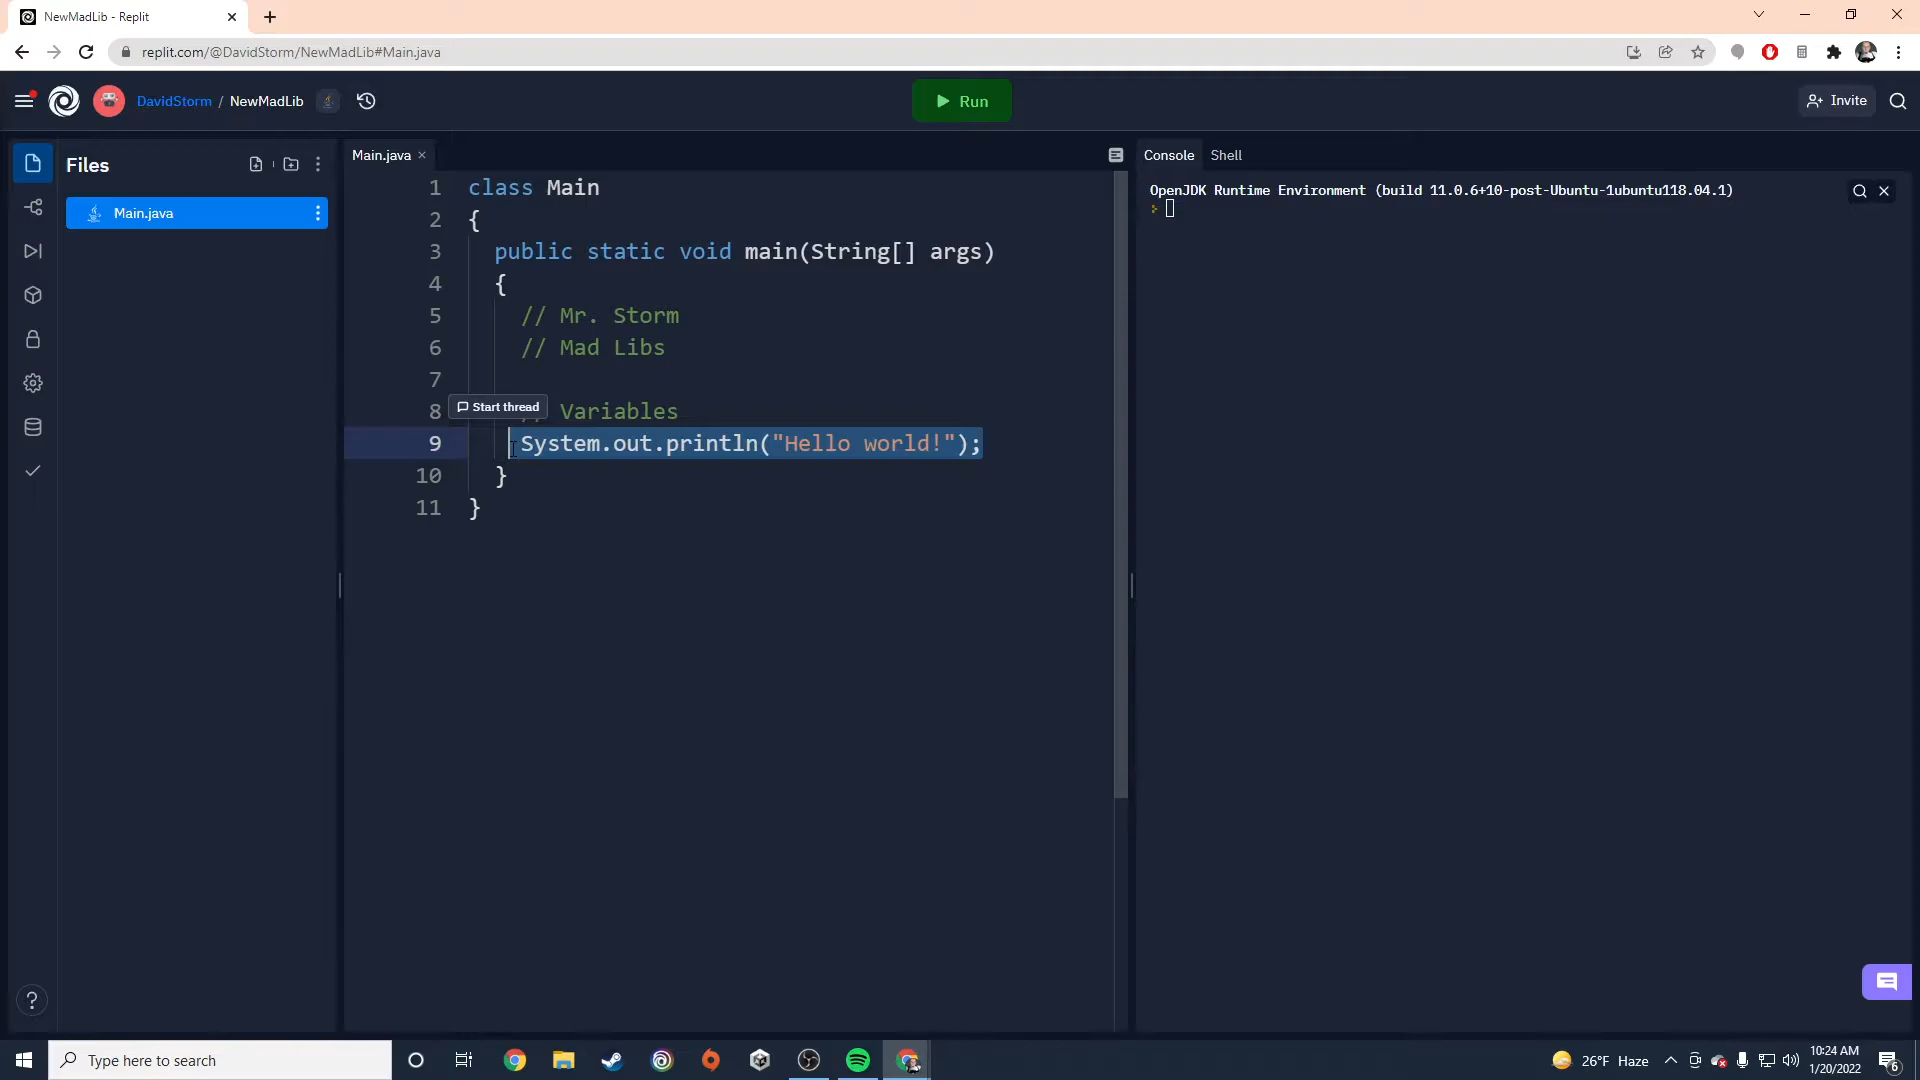 NewMadLib - Replit
replit.com/@DavidStorm/NewMadLib#Main.java
DavidStorm / NewMadLib
Run
Invite
Files
Main.java
Main.java
1 class Main
2 {
3 public static void main(String[] args)
4 {
5 // Mr. Storm
6 // Mad Libs
7
Start thread
8 // Variables
9 System.out.println("Hello world!");
10 }
11 }
Console Shell
OpenJDK Runtime Environment (build 11.0.6+10-post-Ubuntu-1ubuntu118.04.1)
Type here to search
26°F Haze
10:24 AM
1/20/2022
6